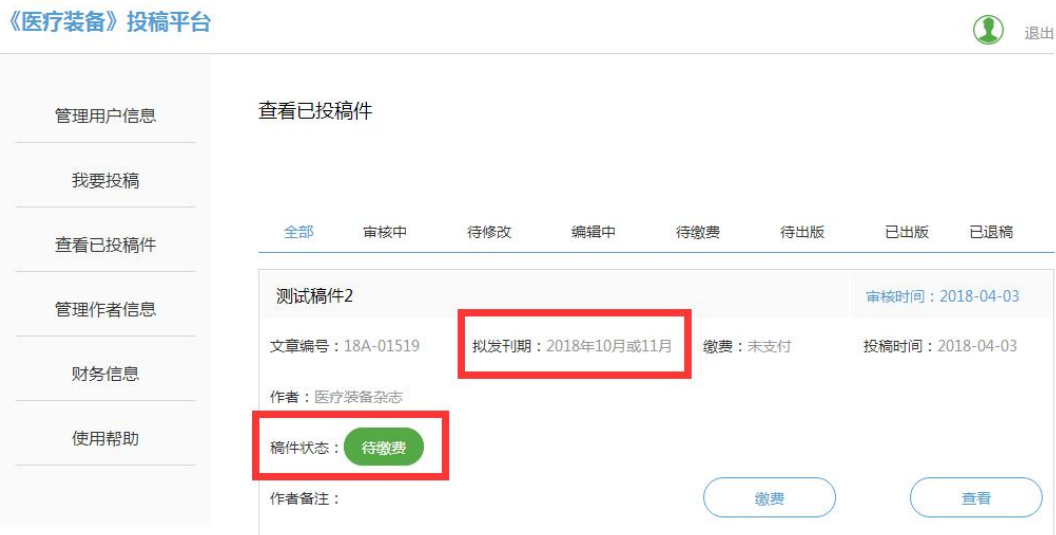 《医疗装备》投稿平台
退出
管理用户信息
我要投稿
查看已投稿件
管理作者信息
财务信息
使用帮助
查看已投稿件
全部 审核中 待修改 编辑中 待缴费 待出版 已出版 已退稿
测试稿件2 审核时间：2018-04-03
文章编号：18A-01519 拟发刊期：2018年10月或11月 缴费：未支付 投稿时间：2018-04-03
作者：医疗装备杂志
稿件状态： 待缴费
作者备注： 缴费 查看